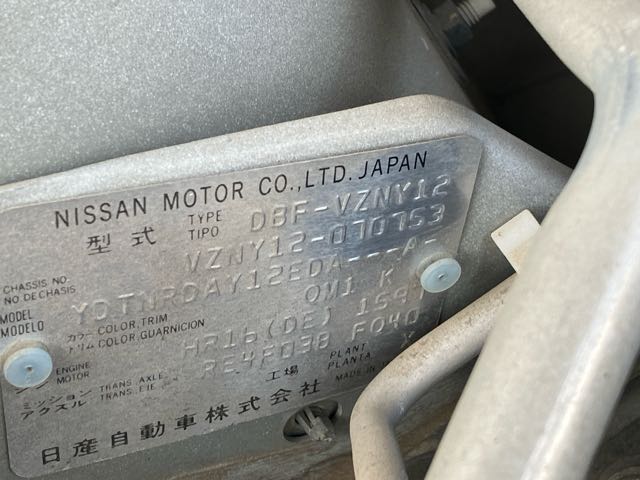 NISSAN MOTOR CO.,LTD. JAPAN
型式 TYPE TIPO DBF-VZNY12
CHASSIS NO. NO DE CHASIS VZNY12-070753
MODEL MODELO YDTNRDAY12EDA---A-
カラー COLOR, TRIM トリム COLOR, GUARNICION QM1 K
ENGINE MOTOR HR16(DE) 1597
ミッション アクスル TRANS. AXLE TRANS. EJE RE4F03B FQ40
工場 PLANT PLANTA X
日産自動車株式会社 MADE IN